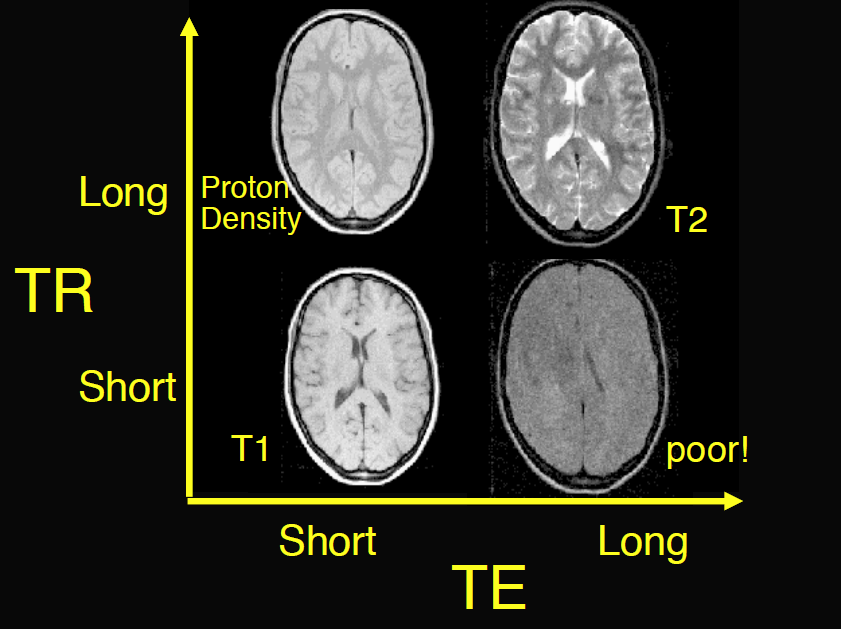 Long
Proton
Density
T2
TR
Short
T1
poor!
Short
Long
TE